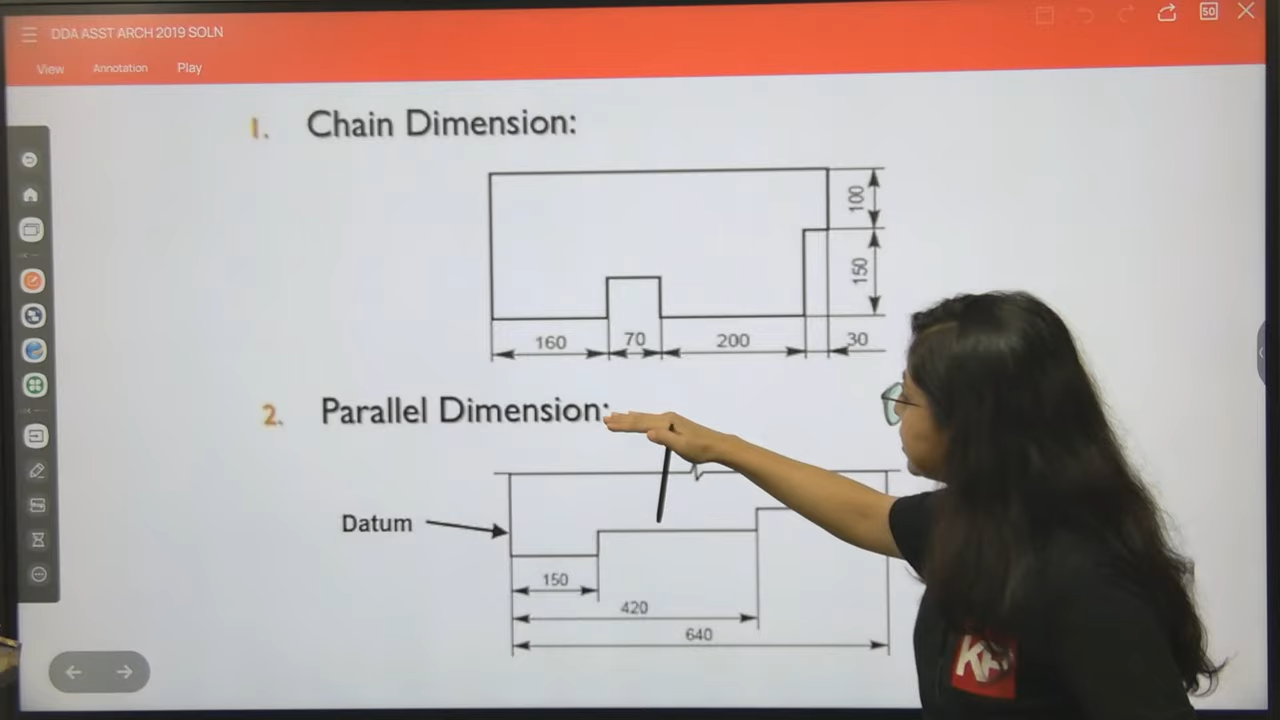 DDA ASST ARCH 2019 SOLN
50
View Annotation Play
1. Chain Dimension:
100
150
160 70 200 30
2. Parallel Dimension:
Datum
150
420
640